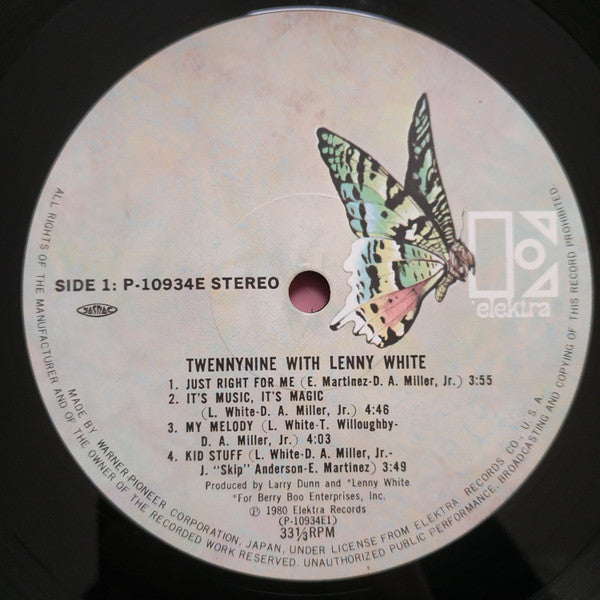 elektra
SIDE 1: P-10934E STEREO
JASRAC
TWENNYNINE WITH LENNY WHITE
1. JUST RIGHT FOR ME (E. Martinez-D. A. Miller, Jr.) 3:55
2. IT'S MUSIC, IT'S MAGIC
(L. White-D. A. Miller, Jr.) 4:46
3. MY MELODY (L. White-T. Willoughby-
D. A. Miller, Jr.) 4:03
4. KID STUFF (L. White-D. A. Miller, Jr.-
J. "Skip" Anderson-E. Martinez) 3:49
Produced by Larry Dunn and *Lenny White
*For Berry Boo Enterprises, Inc.
℗ 1980 Elektra Records
(P-10934E1)
33⅓RPM
MADE BY WARNER-PIONEER CORPORATION, JAPAN, UNDER LICENSE FROM ELEKTRA RECORDS CO., U.S.A.
ALL RIGHTS OF THE MANUFACTURER AND OF THE OWNER OF THE RECORDED WORK RESERVED. UNAUTHORIZED PUBLIC PERFORMANCE, BROADCASTING AND COPYING OF THIS RECORD PROHIBITED